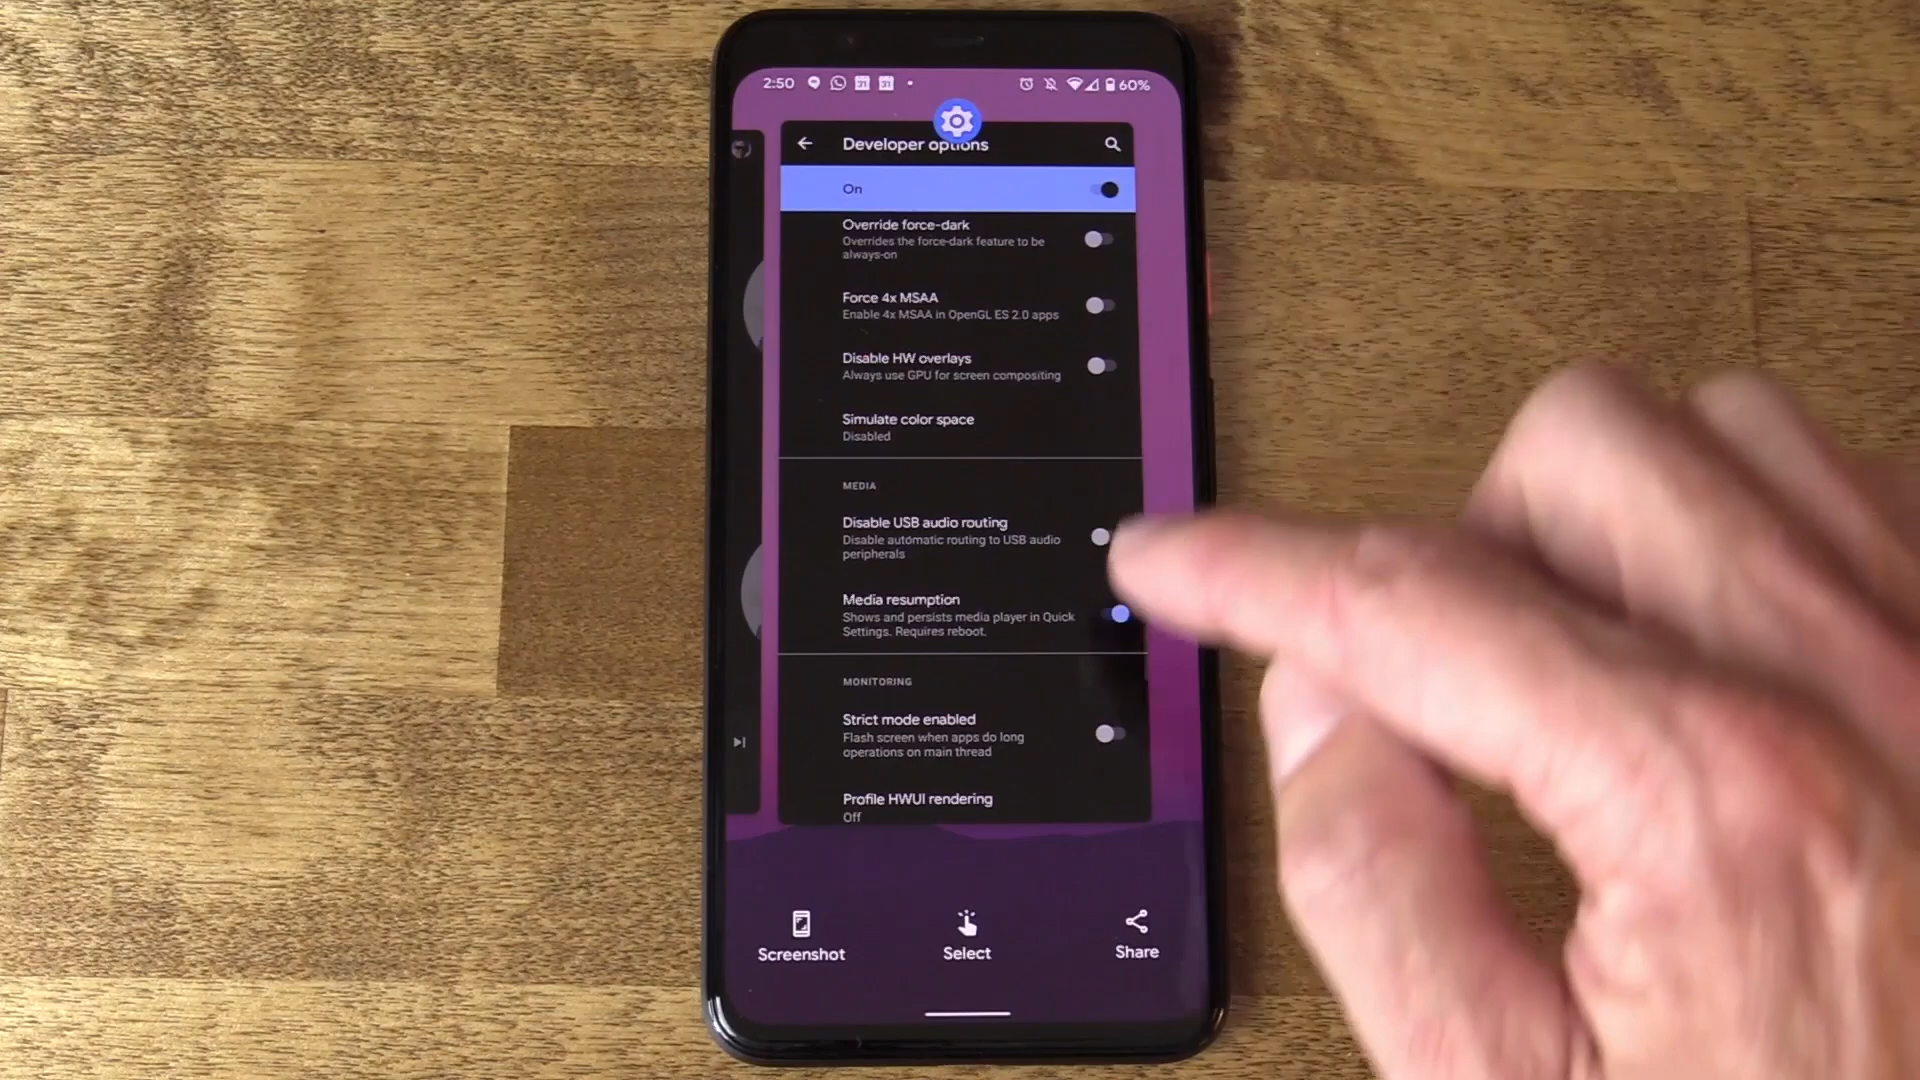 2:50 31 31 60%
Developer options
On
Override force-dark
Overrides the force-dark feature to be
always-on
Force 4x MSAA
Enable 4x MSAA in OpenGL ES 2.0 apps
Disable HW overlays
Always use GPU for screen compositing
Simulate color space
Disabled
MEDIA
Disable USB audio routing
Disable automatic routing to USB audio
peripherals
Media resumption
Shows and persists media player in Quick
Settings. Requires reboot.
MONITORING
Strict mode enabled
Flash screen when apps do long
operations on main thread
Profile HWUI rendering
Off
Screenshot
Select
Share